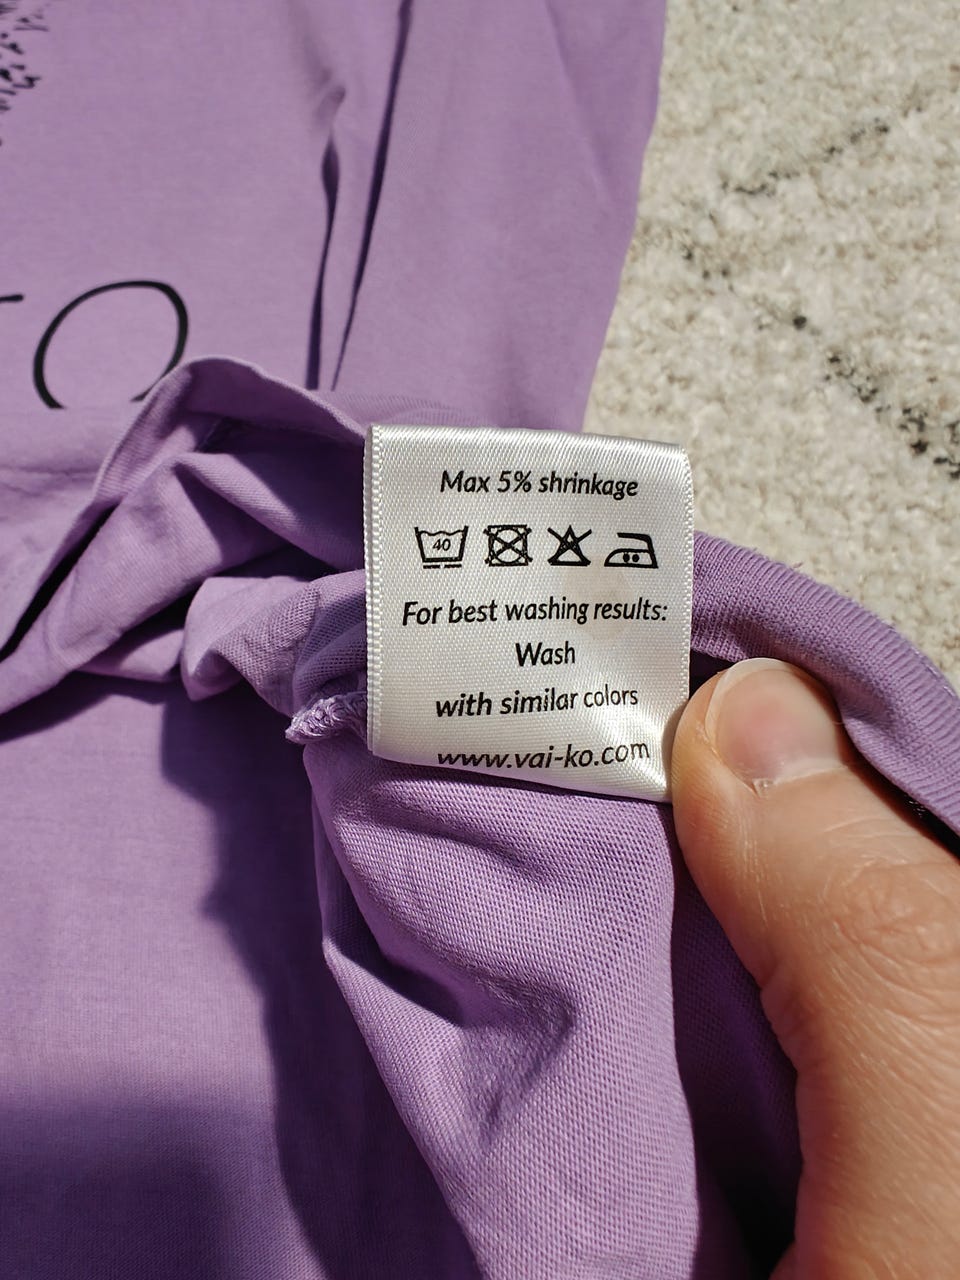 Max 5% shrinkage
40
For best washing results:
Wash
with similar colors
www.vai-ko.com